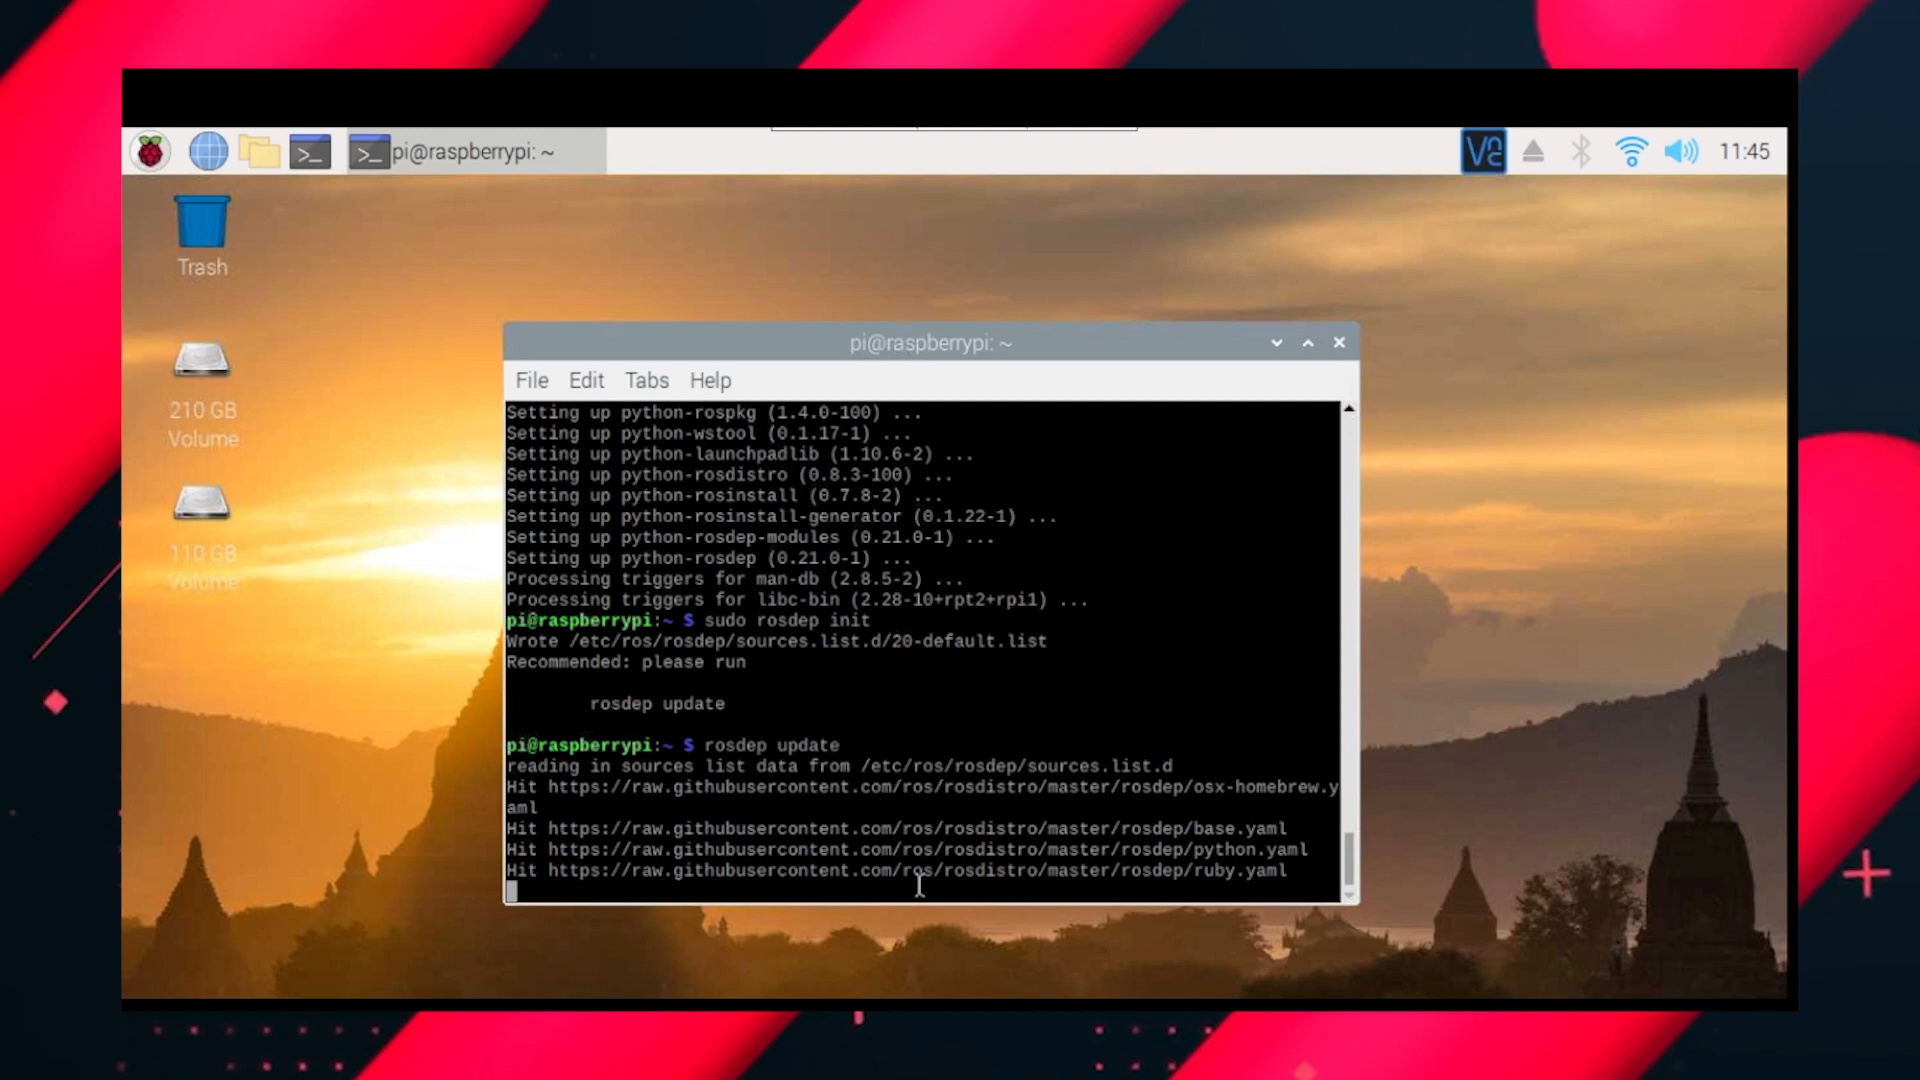 pi@raspberrypi: ~
VNC
11:45
Trash
210 GB
Volume
110 GB
Volume
pi@raspberrypi: ~
File Edit Tabs Help
Setting up python-rospkg (1.4.0-100) ...
Setting up python-wstool (0.1.17-1) ...
Setting up python-launchpadlib (1.10.6-2) ...
Setting up python-rosdistro (0.8.3-100) ...
Setting up python-rosinstall (0.7.8-2) ...
Setting up python-rosinstall-generator (0.1.22-1) ...
Setting up python-rosdep-modules (0.21.0-1) ...
Setting up python-rosdep (0.21.0-1) ...
Processing triggers for man-db (2.8.5-2) ...
Processing triggers for libc-bin (2.28-10+rpt2+rpi1) ...
pi@raspberrypi:~ $ sudo rosdep init
Wrote /etc/ros/rosdep/sources.list.d/20-default.list
Recommended: please run
rosdep update
pi@raspberrypi:~ $ rosdep update
reading in sources list data from /etc/ros/rosdep/sources.list.d
Hit https://raw.githubusercontent.com/ros/rosdistro/master/rosdep/osx-homebrew.y
aml
Hit https://raw.githubusercontent.com/ros/rosdistro/master/rosdep/base.yaml
Hit https://raw.githubusercontent.com/ros/rosdistro/master/rosdep/python.yaml
Hit https://raw.githubusercontent.com/ros/rosdistro/master/rosdep/ruby.yaml